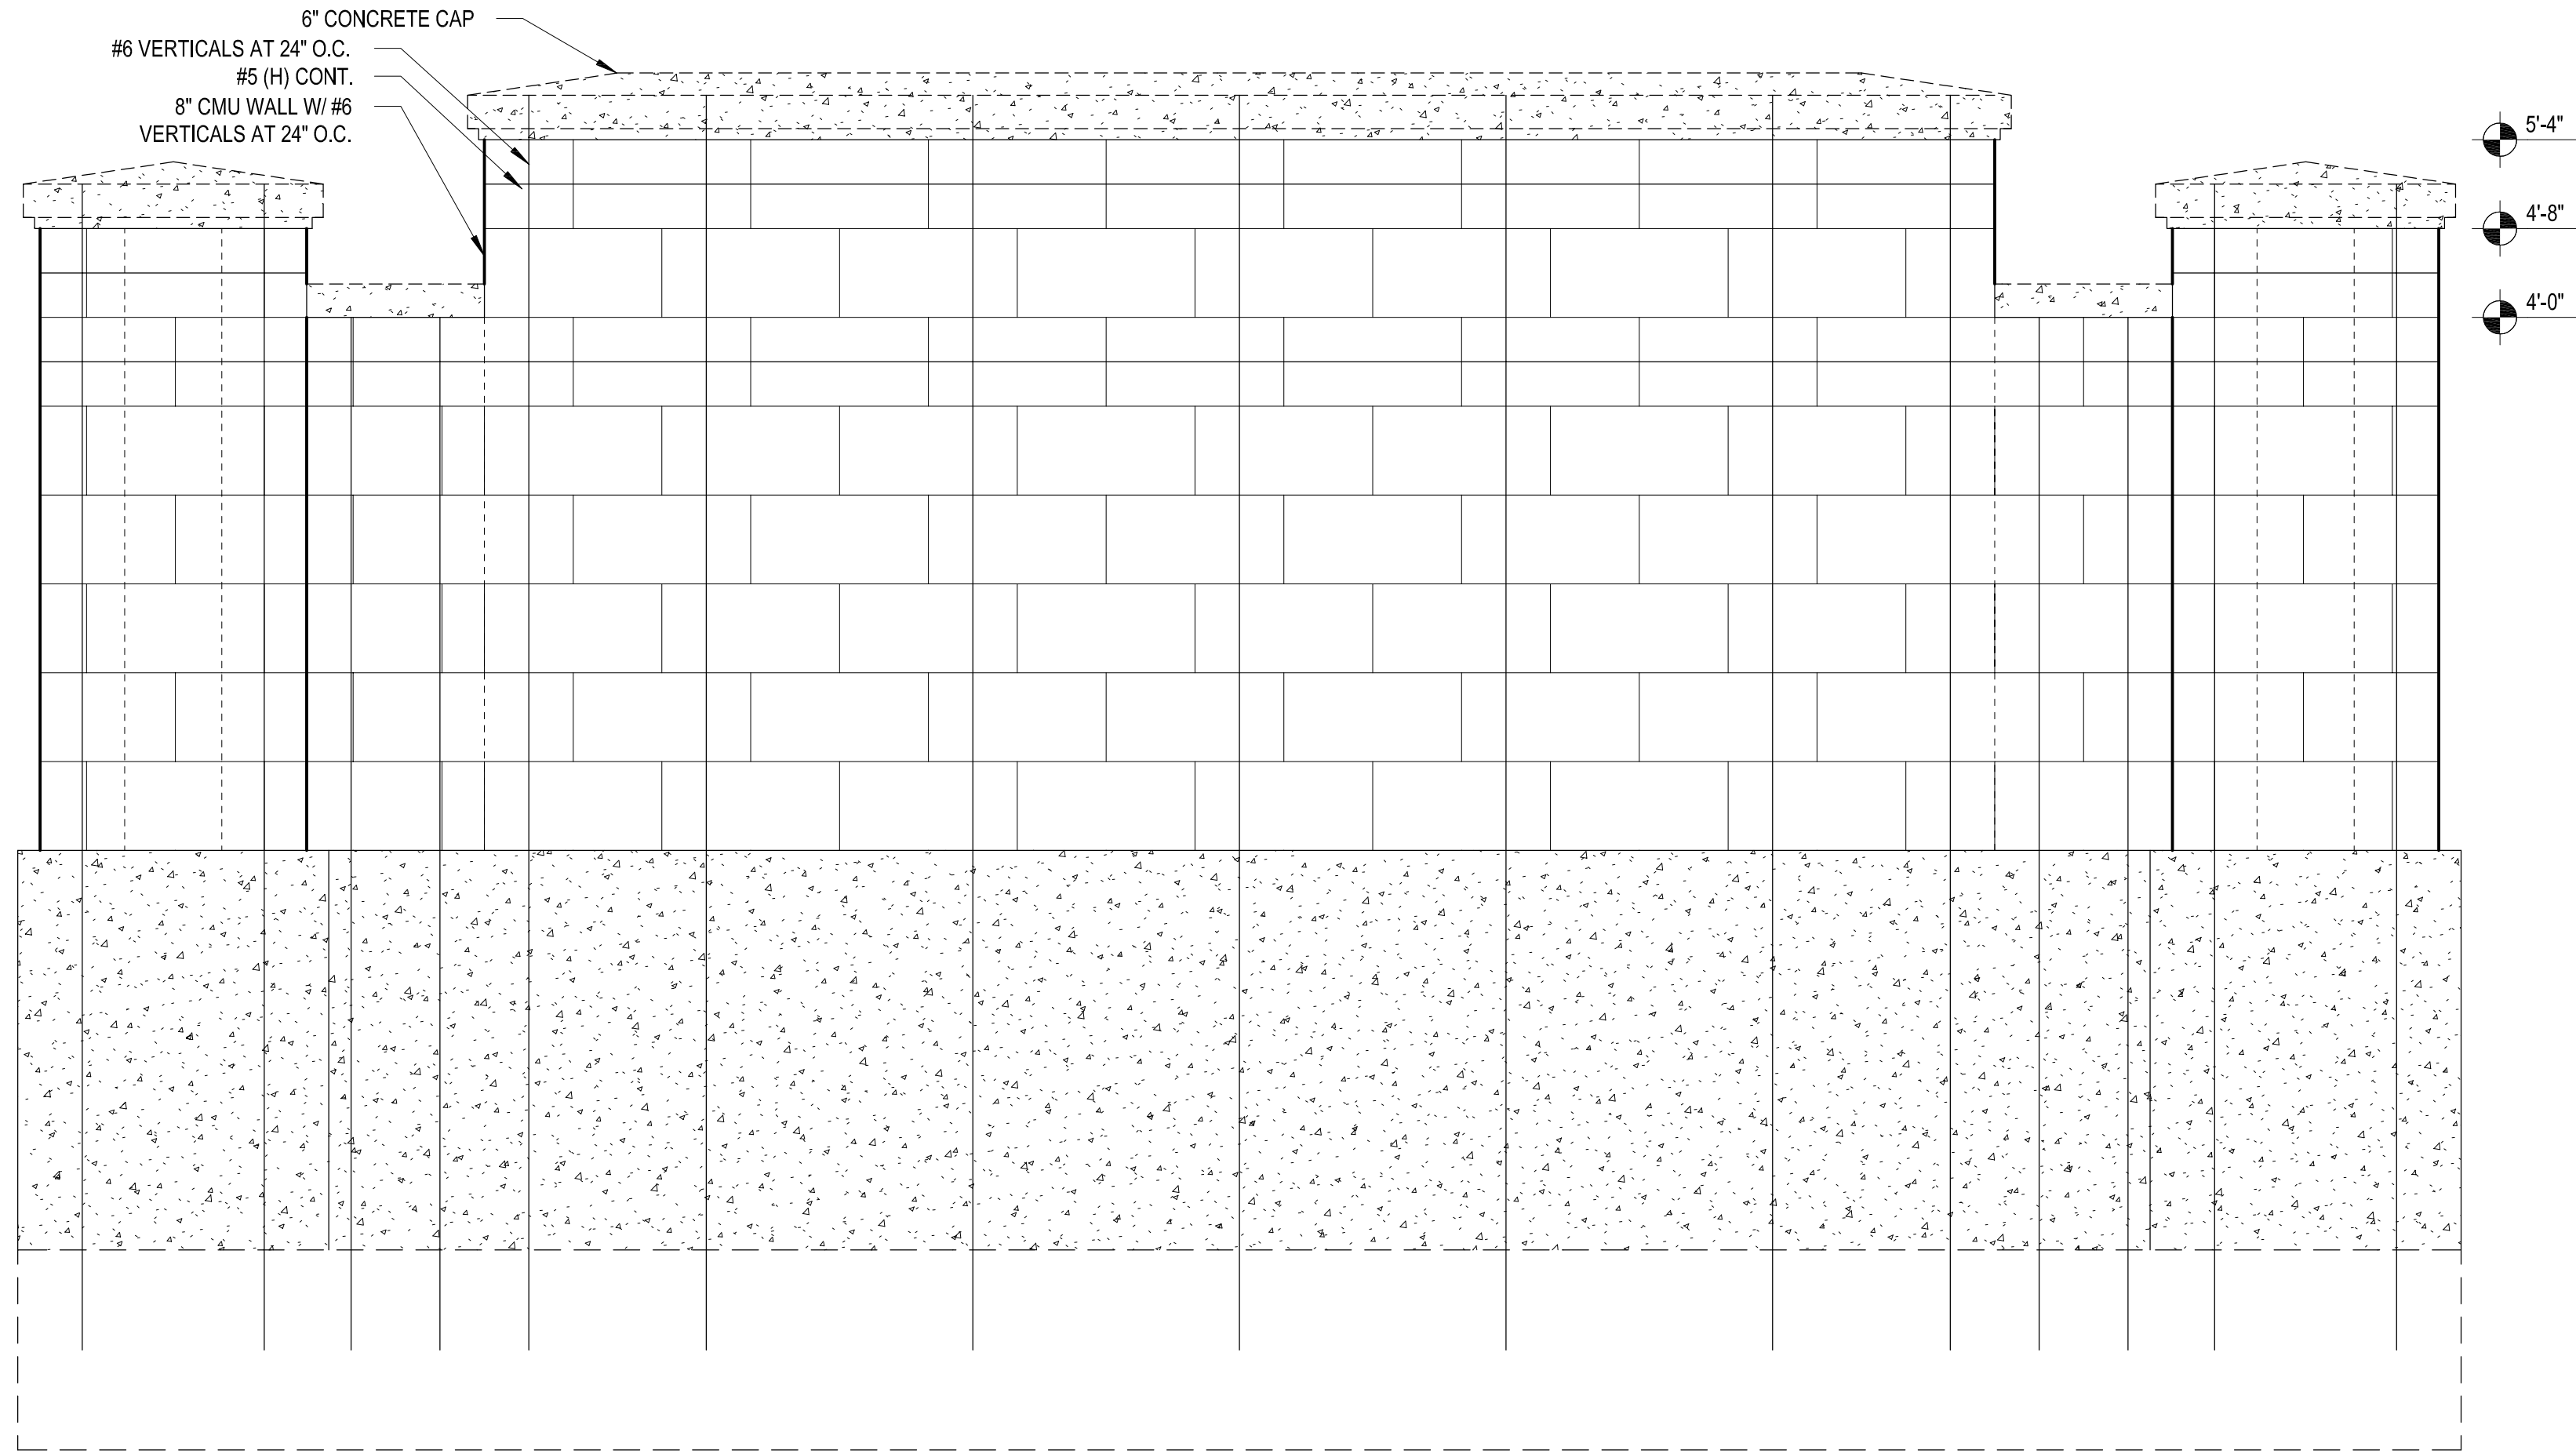 6" CONCRETE CAP
#6 VERTICALS AT 24" O.C.
#5 (H) CONT.
8" CMU WALL W/ #6
VERTICALS AT 24" O.C.
5'-4"
4'-8"
4'-0"